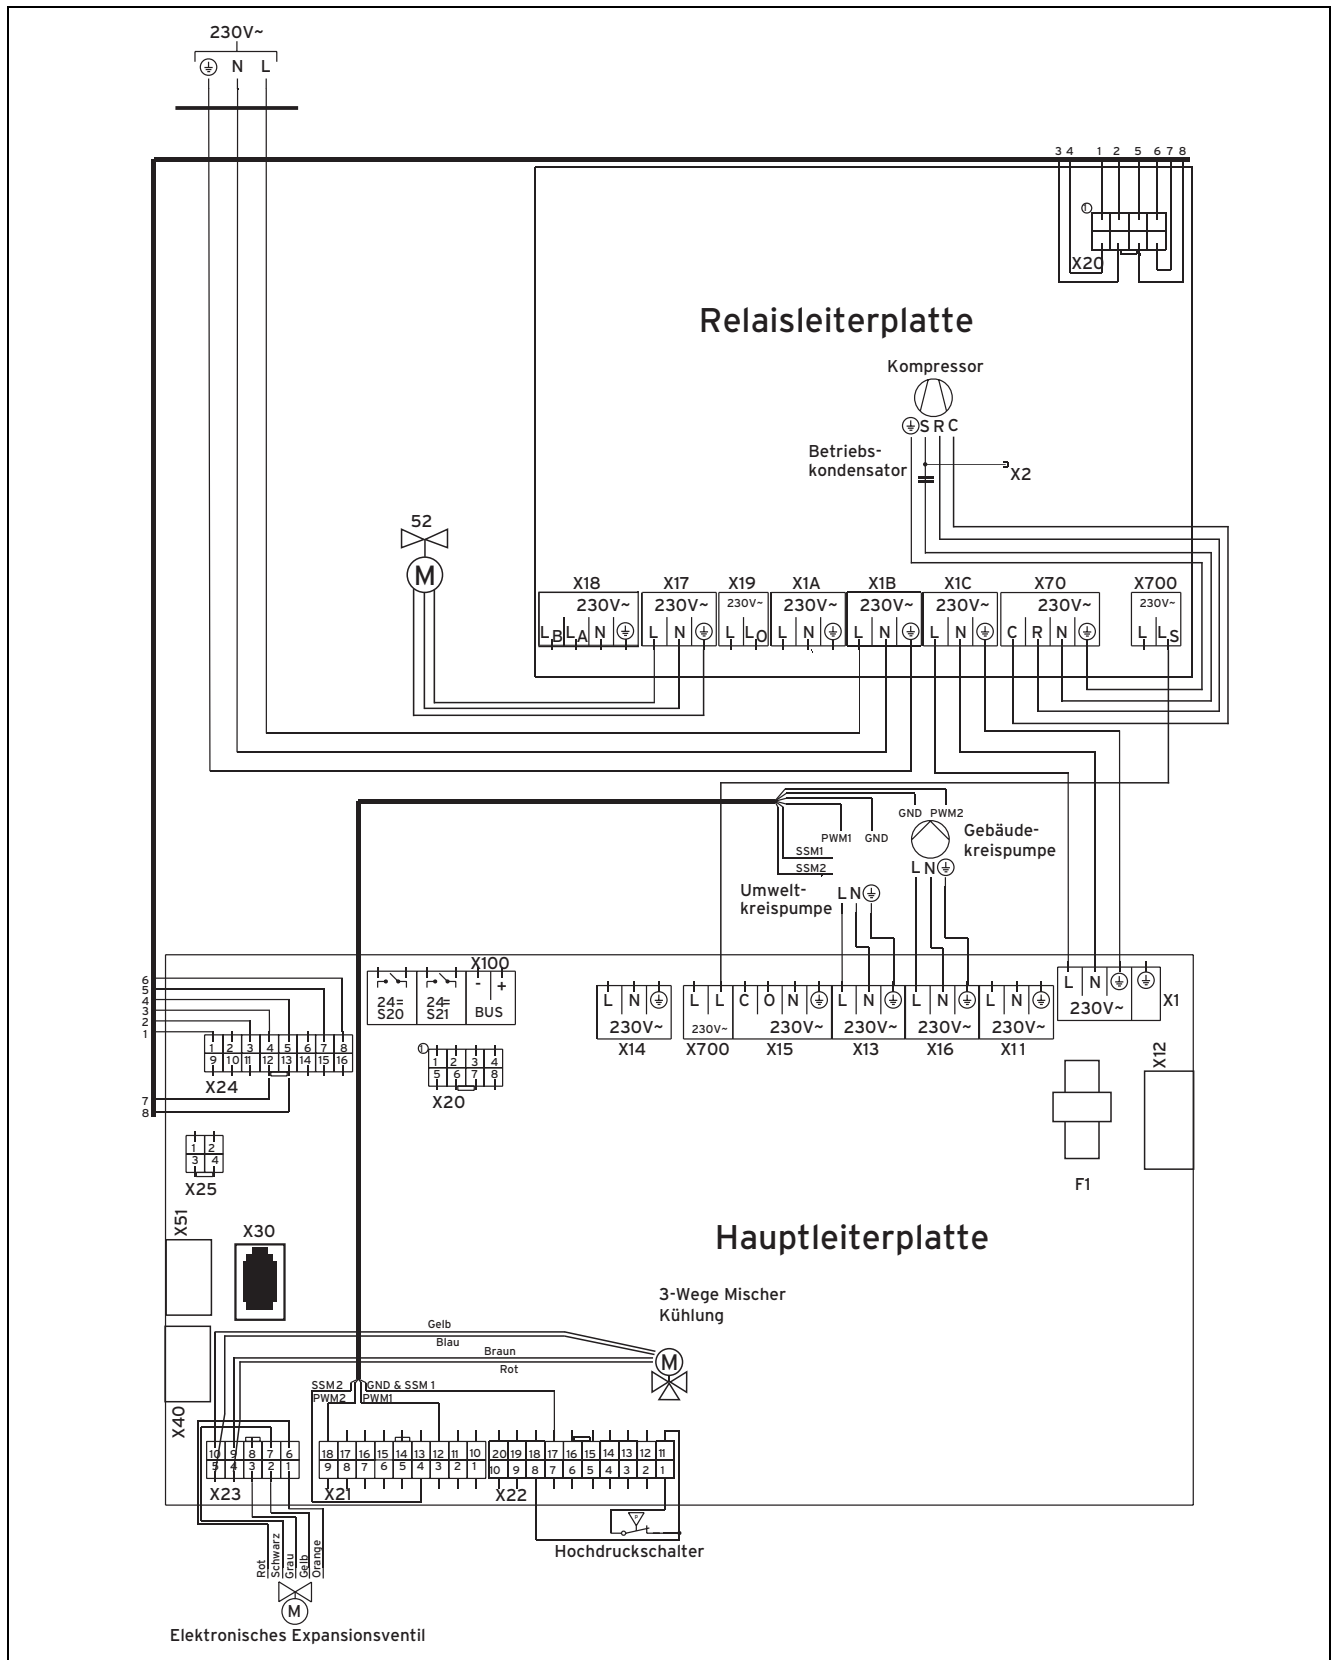 230V~
N L
3 4 1 2 5 6 7 8
1
X20
Relaisleiterplatte
Kompressor
S R C
Betriebs-
kondensator
X2
52
M
X18 X17 X19 X1A X1B X1C X70 X700
230V~ 230V~ 230V~ 230V~ 230V~ 230V~ 230V~ 230V~
LB LA N L N L LO L N L N L N C R N L LS
GND PWM2
PWM1 GND
Gebäude-
kreispumpe
SSM1
SSM2
L N
Umwelt-
kreispumpe
L N
X100
- +
24= S20
24= S21
BUS
L N L L C O N L N L N L N
230V~ 230V~ 230V~ 230V~ 230V~ 230V~
X14 X700 X15 X13 X16 X11
L N
230V~
X1
6
5
4
3
2
1
1 2 3 4 5 6 7 8
9 10 11 12 13 14 15 16
X24
7
8
1
1 2 3 4
5 6 7 8
X20
X12
F1
1 2
3 4
X25
X51
X30
Hauptleiterplatte
3-Wege Mischer
Kühlung
Gelb
Blau
Braun
Rot
M
SSM2 GND & SSM 1
PWM2 PWM1
X40
10 9 8 7 6
5 4 3 2 1
X23
18 17 16 15 14 13 12 11 10
9 8 7 6 5 4 3 2 1
X21
20 19 18 17 16 15 14 13 12 11
10 9 8 7 6 5 4 3 2 1
X22
P
Hochdruckschalter
Rot
Schwarz
Grau
Gelb
Orange
M
Elektronisches Expansionsventil